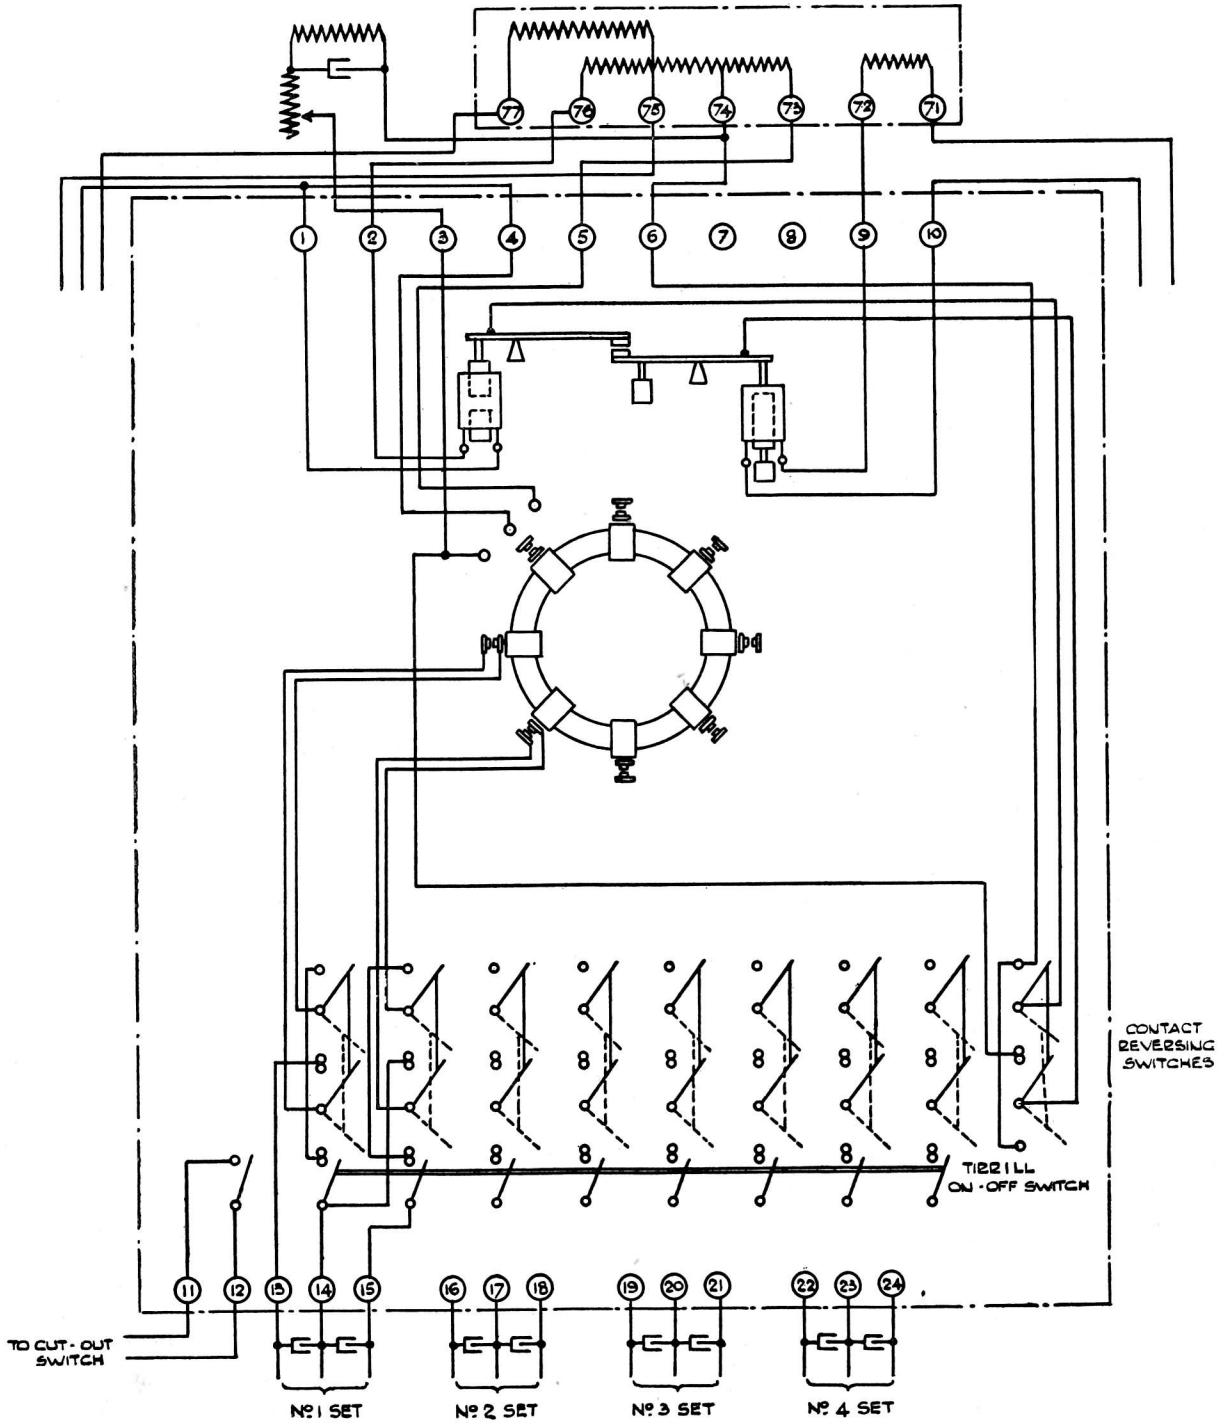 77 76 75 74 73 72 71
1 2 3 4 5 6 7 8 9 10
CONTACT
REVERSING
SWITCHES
TIRRILL
ON-OFF SWITCH
11 12 13 14 15 16 17 18 19 20 21 22 23 24
TO CUT-OUT
SWITCH
Nº 1 SET
Nº 2 SET
Nº 3 SET
Nº 4 SET